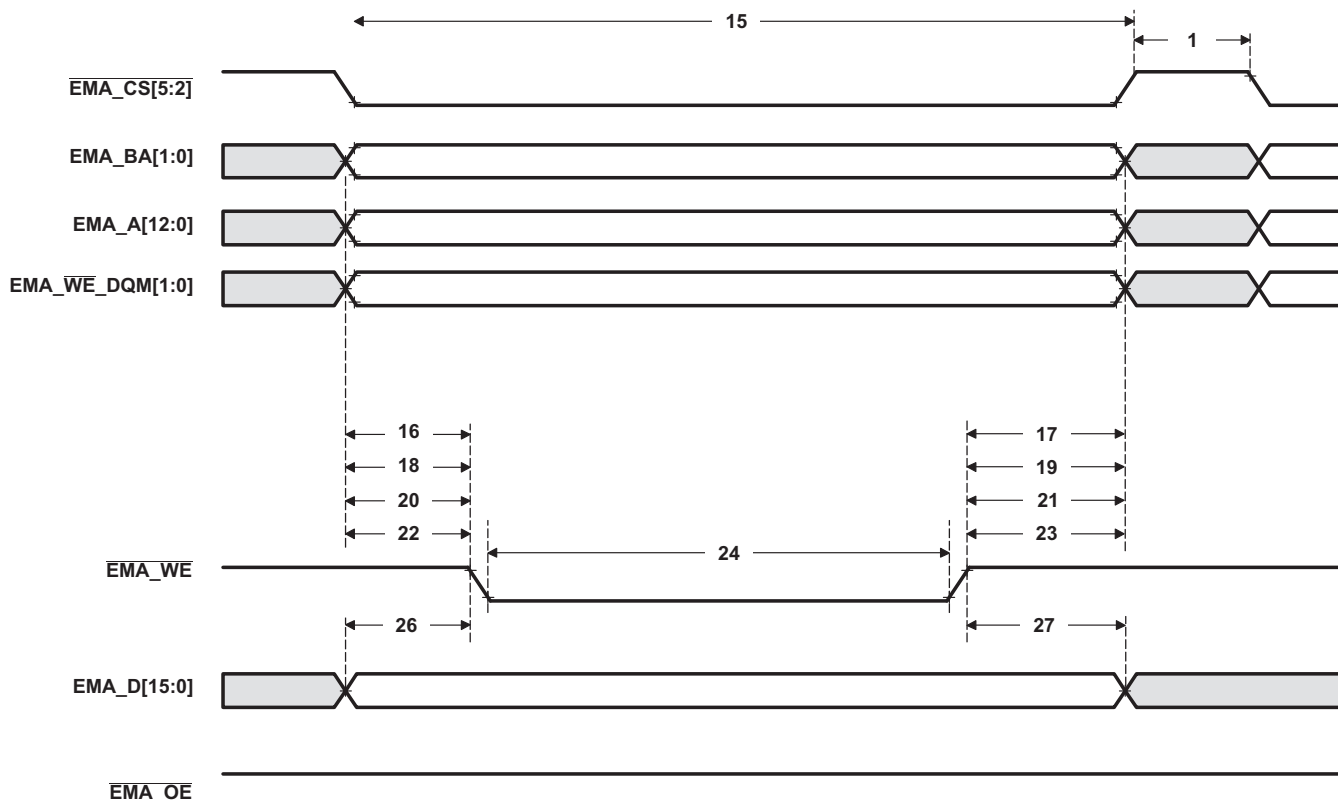 15
1
EMA_CS[5:2]
EMA_BA[1:0]
EMA_A[12:0]
EMA_WE_DQM[1:0]
16 17
18 19
20 21
22 23
24
EMA_WE
26 27
EMA_D[15:0]
EMA_OE